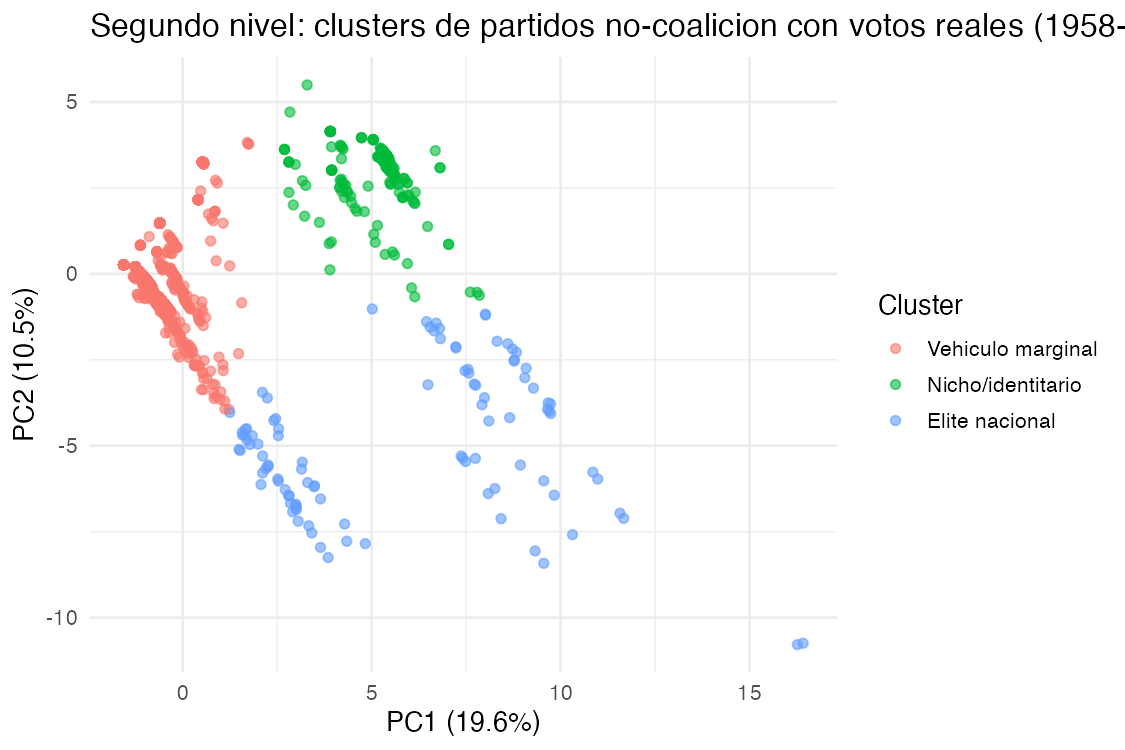 Segundo nivel: clusters de partidos no-coalicion con votos reales (1958-
5
0
-5
-10
PC2 (10.5%)
0
5
10
15
PC1 (19.6%)
Cluster
Vehiculo marginal
Nicho/identitario
Elite nacional